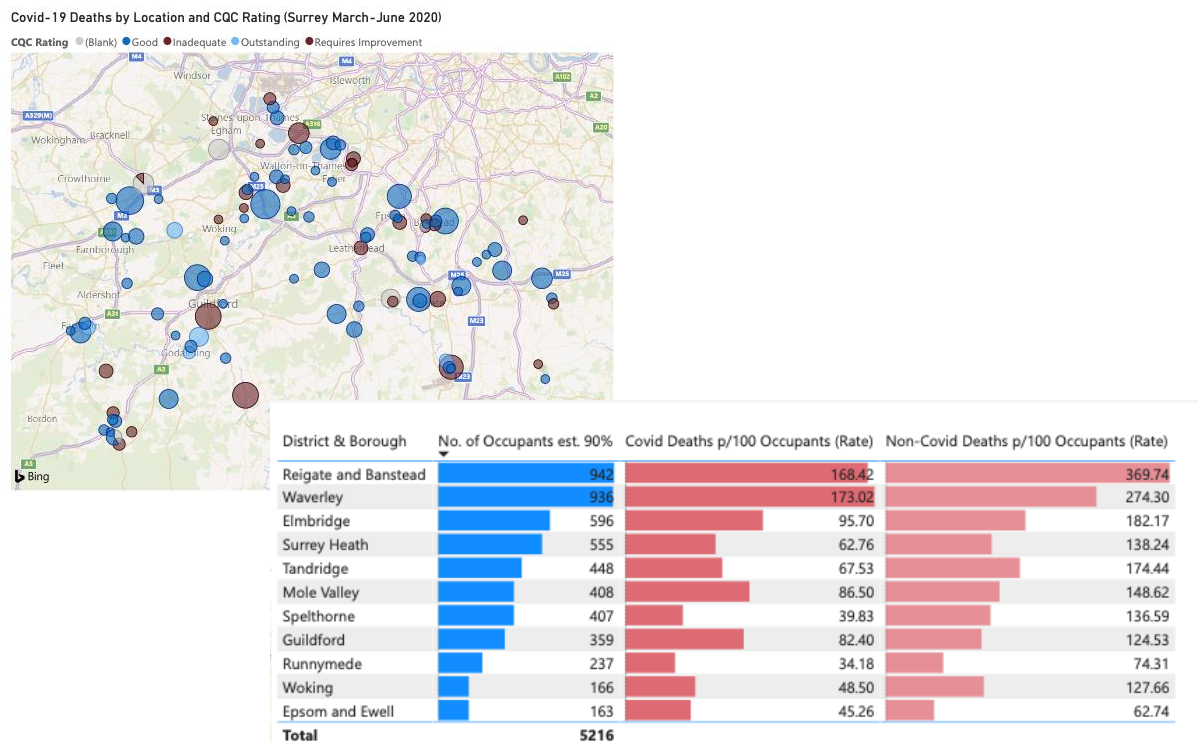 Covid-19 Deaths by Location and CQC Rating (Surrey March-June 2020)
CQC Rating (Blank) Good Inadequate Outstanding Requires Improvement
M4
M4
Windsor
Isleworth
A102
A2
A329(M)
Staines upon Thames
A316
A20
Egham
Wokingham
Bracknell
Walton-on-Thames
Crowthorne
Esher
M3
M25
M3
Woking
Leatherhead
Farnborough
Fleet
M25
M25
Aldershot
Guildford
A31
M23
Godalming
A3
M23
Bordon
A3
Bing
District & Borough No. of Occupants est. 90% Covid Deaths p/100 Occupants (Rate) Non-Covid Deaths p/100 Occupants (Rate)
Reigate and Banstead 942 168.42 369.74
Waverley 936 173.02 274.30
Elmbridge 596 95.70 182.17
Surrey Heath 555 62.76 138.24
Tandridge 448 67.53 174.44
Mole Valley 408 86.50 148.62
Spelthorne 407 39.83 136.59
Guildford 359 82.40 124.53
Runnymede 237 34.18 74.31
Woking 166 48.50 127.66
Epsom and Ewell 163 45.26 62.74
Total 5216